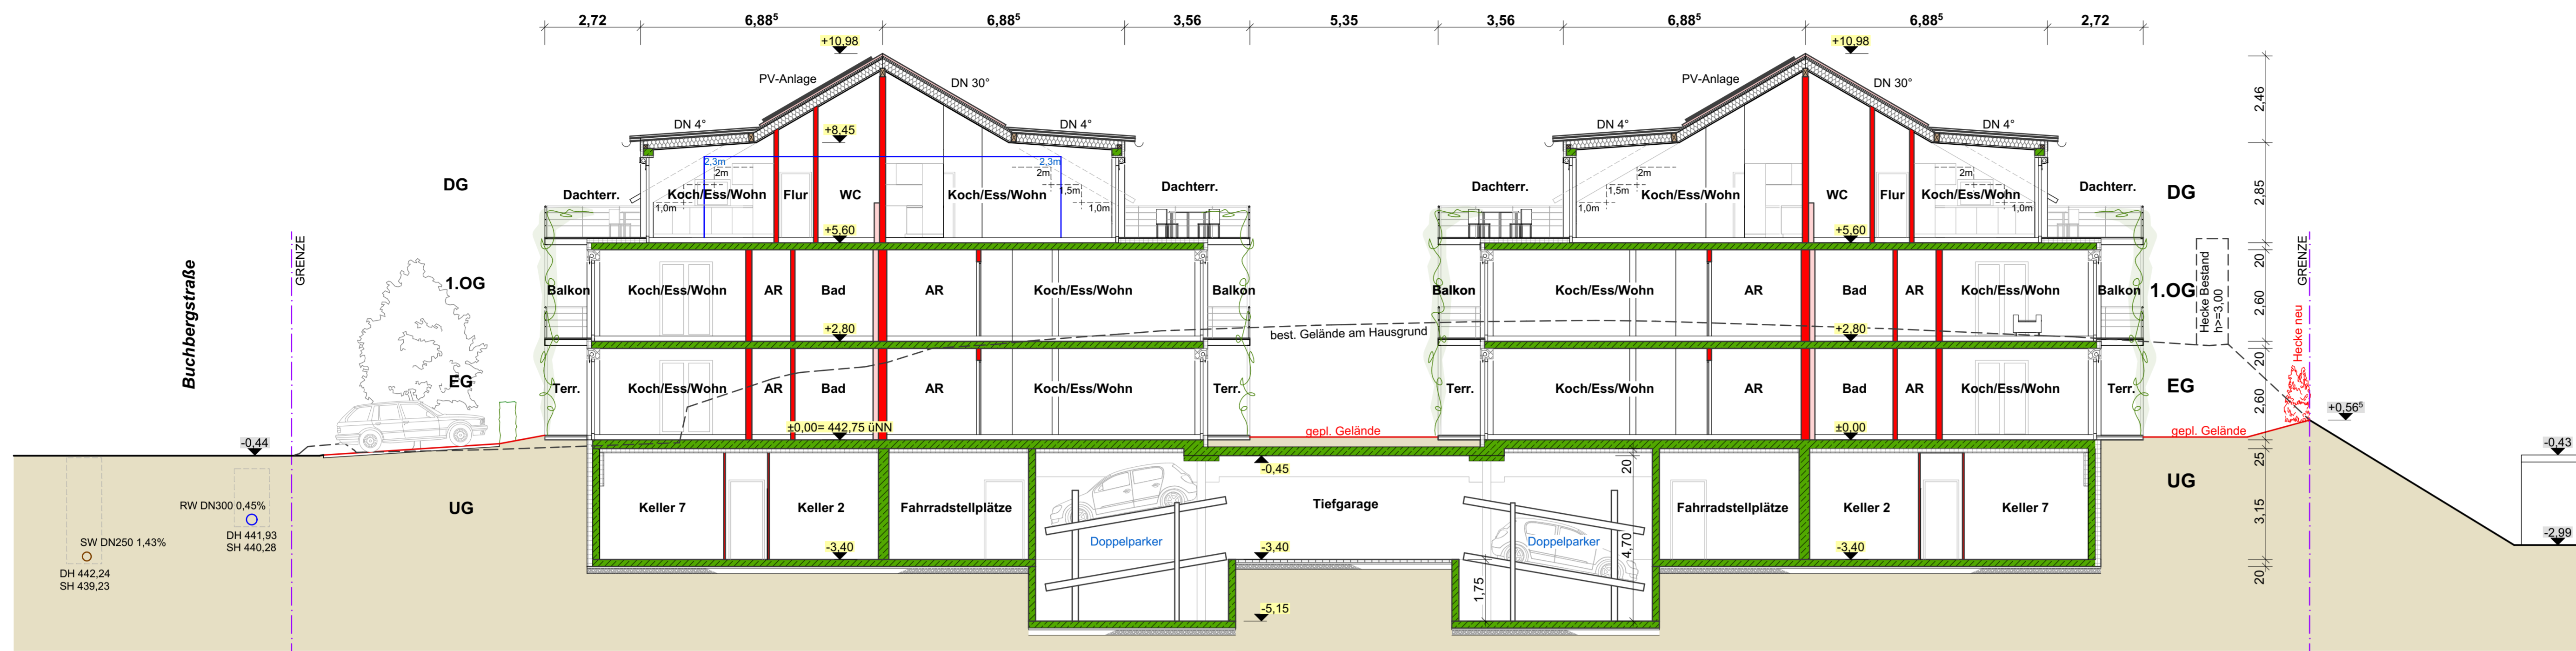 2,72 6,88⁵ 6,88⁵ 3,56 5,35 3,56 6,88⁵ 6,88⁵ 2,72
+10,98 +10,98
PV-Anlage DN 30° PV-Anlage DN 30°
2,46
DN 4° +8,45 DN 4° DN 4° DN 4°
2,3m 2,3m
2m 2m 2m 2m
1,5m 1,5m
1,0m 1,0m 1,0m 1,0m
DG Dachterr. Koch/Ess/Wohn Flur WC Koch/Ess/Wohn Dachterr. Dachterr. Koch/Ess/Wohn WC Flur Koch/Ess/Wohn Dachterr. DG
2,85
+5,60 +5,60
Buchbergstraße
GRENZE
GRENZE
20
1.OG Balkon Koch/Ess/Wohn AR Bad AR Koch/Ess/Wohn Balkon Balkon Koch/Ess/Wohn AR Bad AR Koch/Ess/Wohn Balkon 1.OG
Hecke Bestand
h>=3,00
2,60
Hecke neu
+2,80 best. Gelände am Hausgrund +2,80
20
EG Terr. Koch/Ess/Wohn AR Bad AR Koch/Ess/Wohn Terr. Terr. Koch/Ess/Wohn AR Bad AR Koch/Ess/Wohn Terr. EG
2,60
+0,56⁵
±0,00= 442,75 üNN gepl. Gelände ±0,00 gepl. Gelände
-0,44 -0,43
-0,45 20 25
UG Keller 7 Keller 2 Fahrradstellplätze Tiefgarage Fahrradstellplätze Keller 2 Keller 7 UG
RW DN300 0,45%
DH 441,93
SH 440,28
3,15
-2,99
SW DN250 1,43%
DH 442,24
SH 439,23
Doppelparker Doppelparker
4,70
-3,40 -3,40 -3,40
20
1,75
-5,15